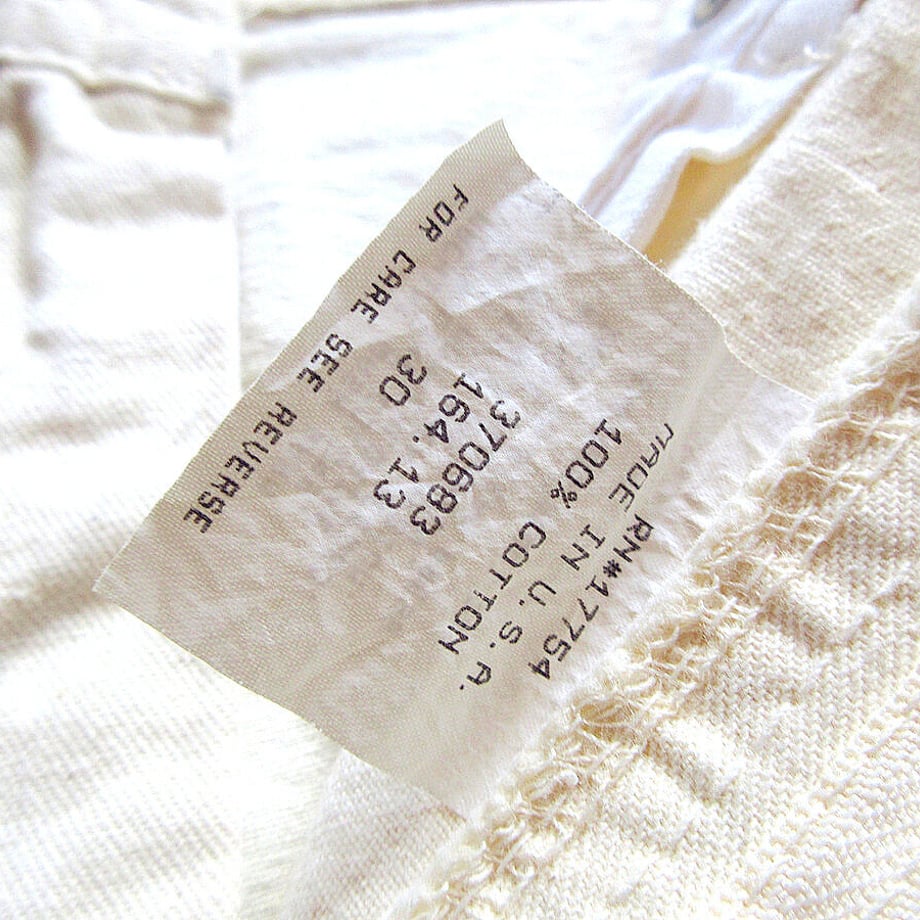 RN#17754
MADE IN U.S.A.
100% COTTON
370683
164.13
30
FOR CARE SEE REVERSE